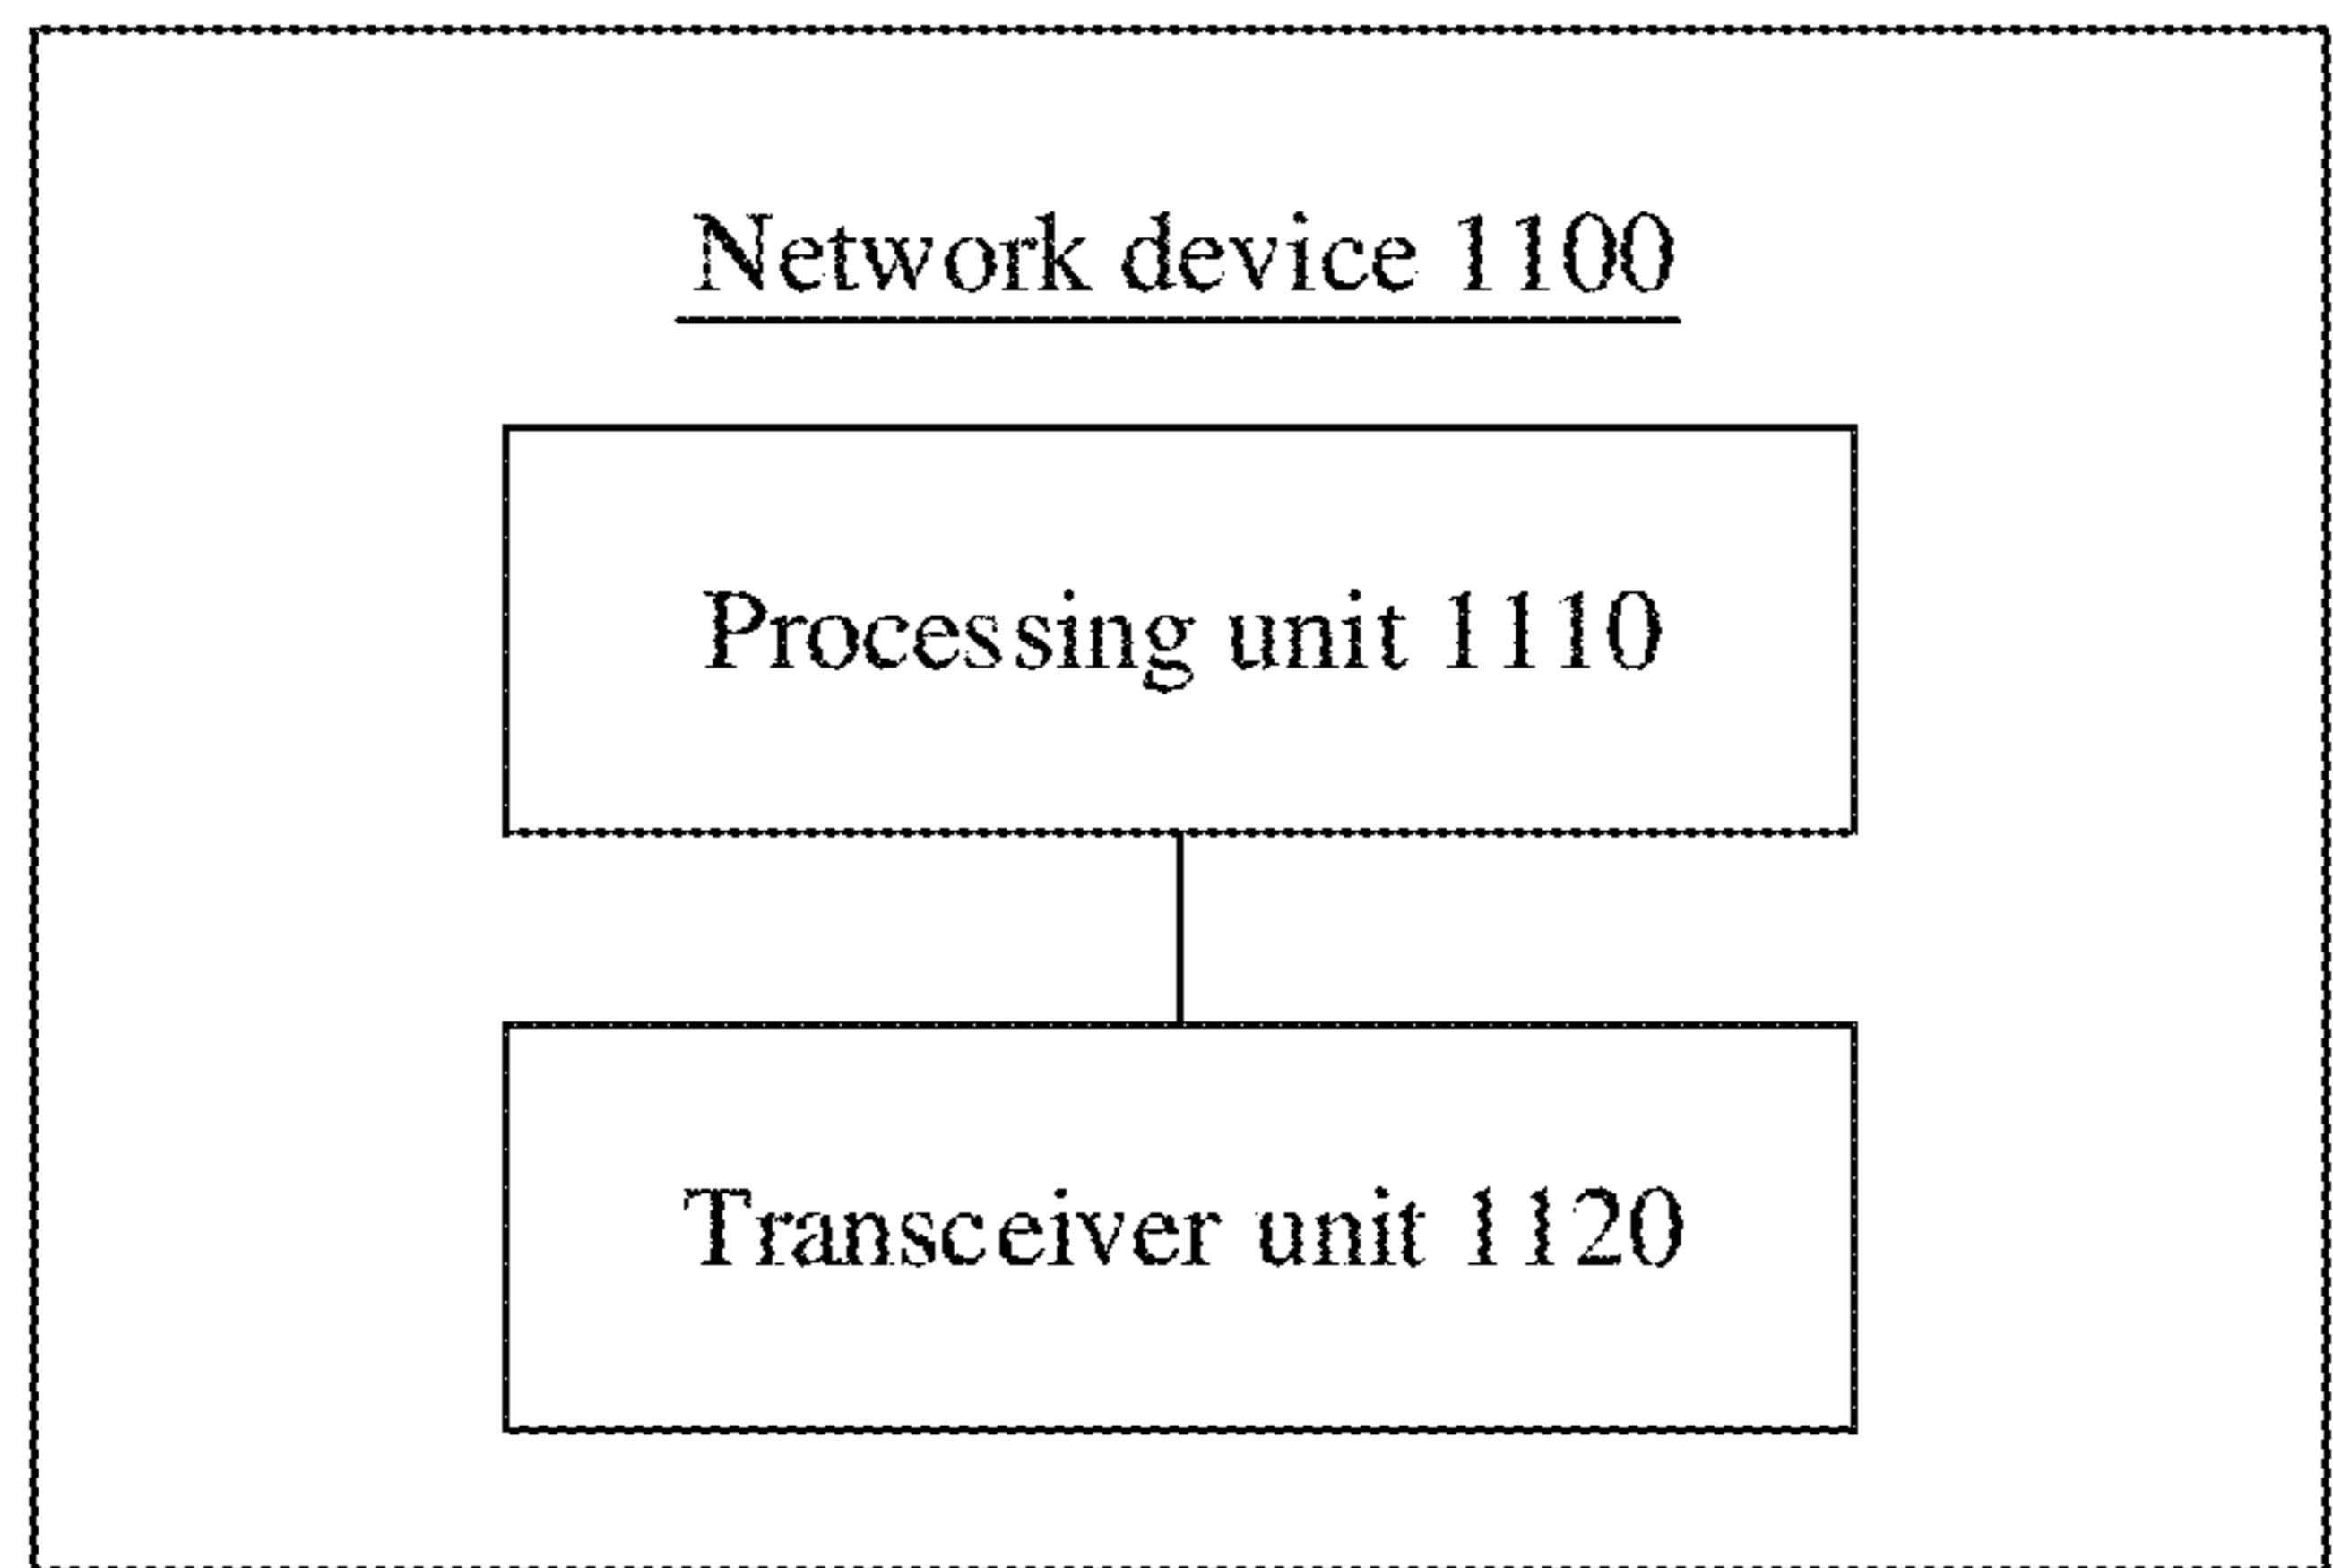 Network device 1100
Processing unit 1110
Transceiver unit 1120